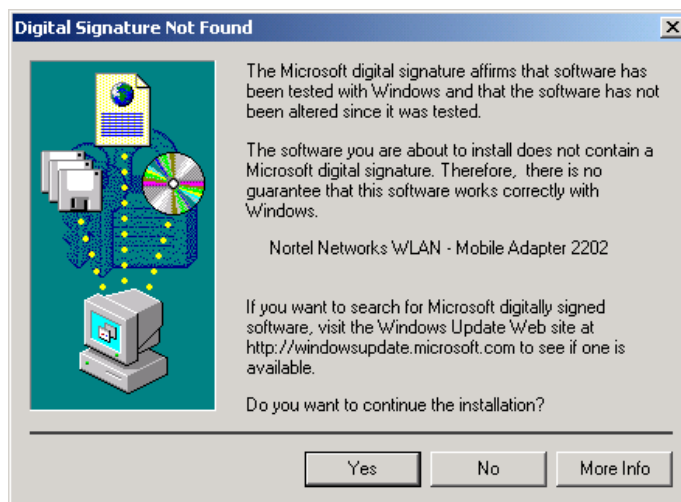 Digital Signature Not Found
The Microsoft digital signature affirms that software has
been tested with Windows and that the software has not
been altered since it was tested.
The software you are about to install does not contain a
Microsoft digital signature. Therefore,  there is no
guarantee that this software works correctly with
Windows.
Nortel Networks WLAN - Mobile Adapter 2202
If you want to search for Microsoft digitally signed
software, visit the Windows Update Web site at
http://windowsupdate.microsoft.com to see if one is
available.
Do you want to continue the installation?
Yes
No
More Info